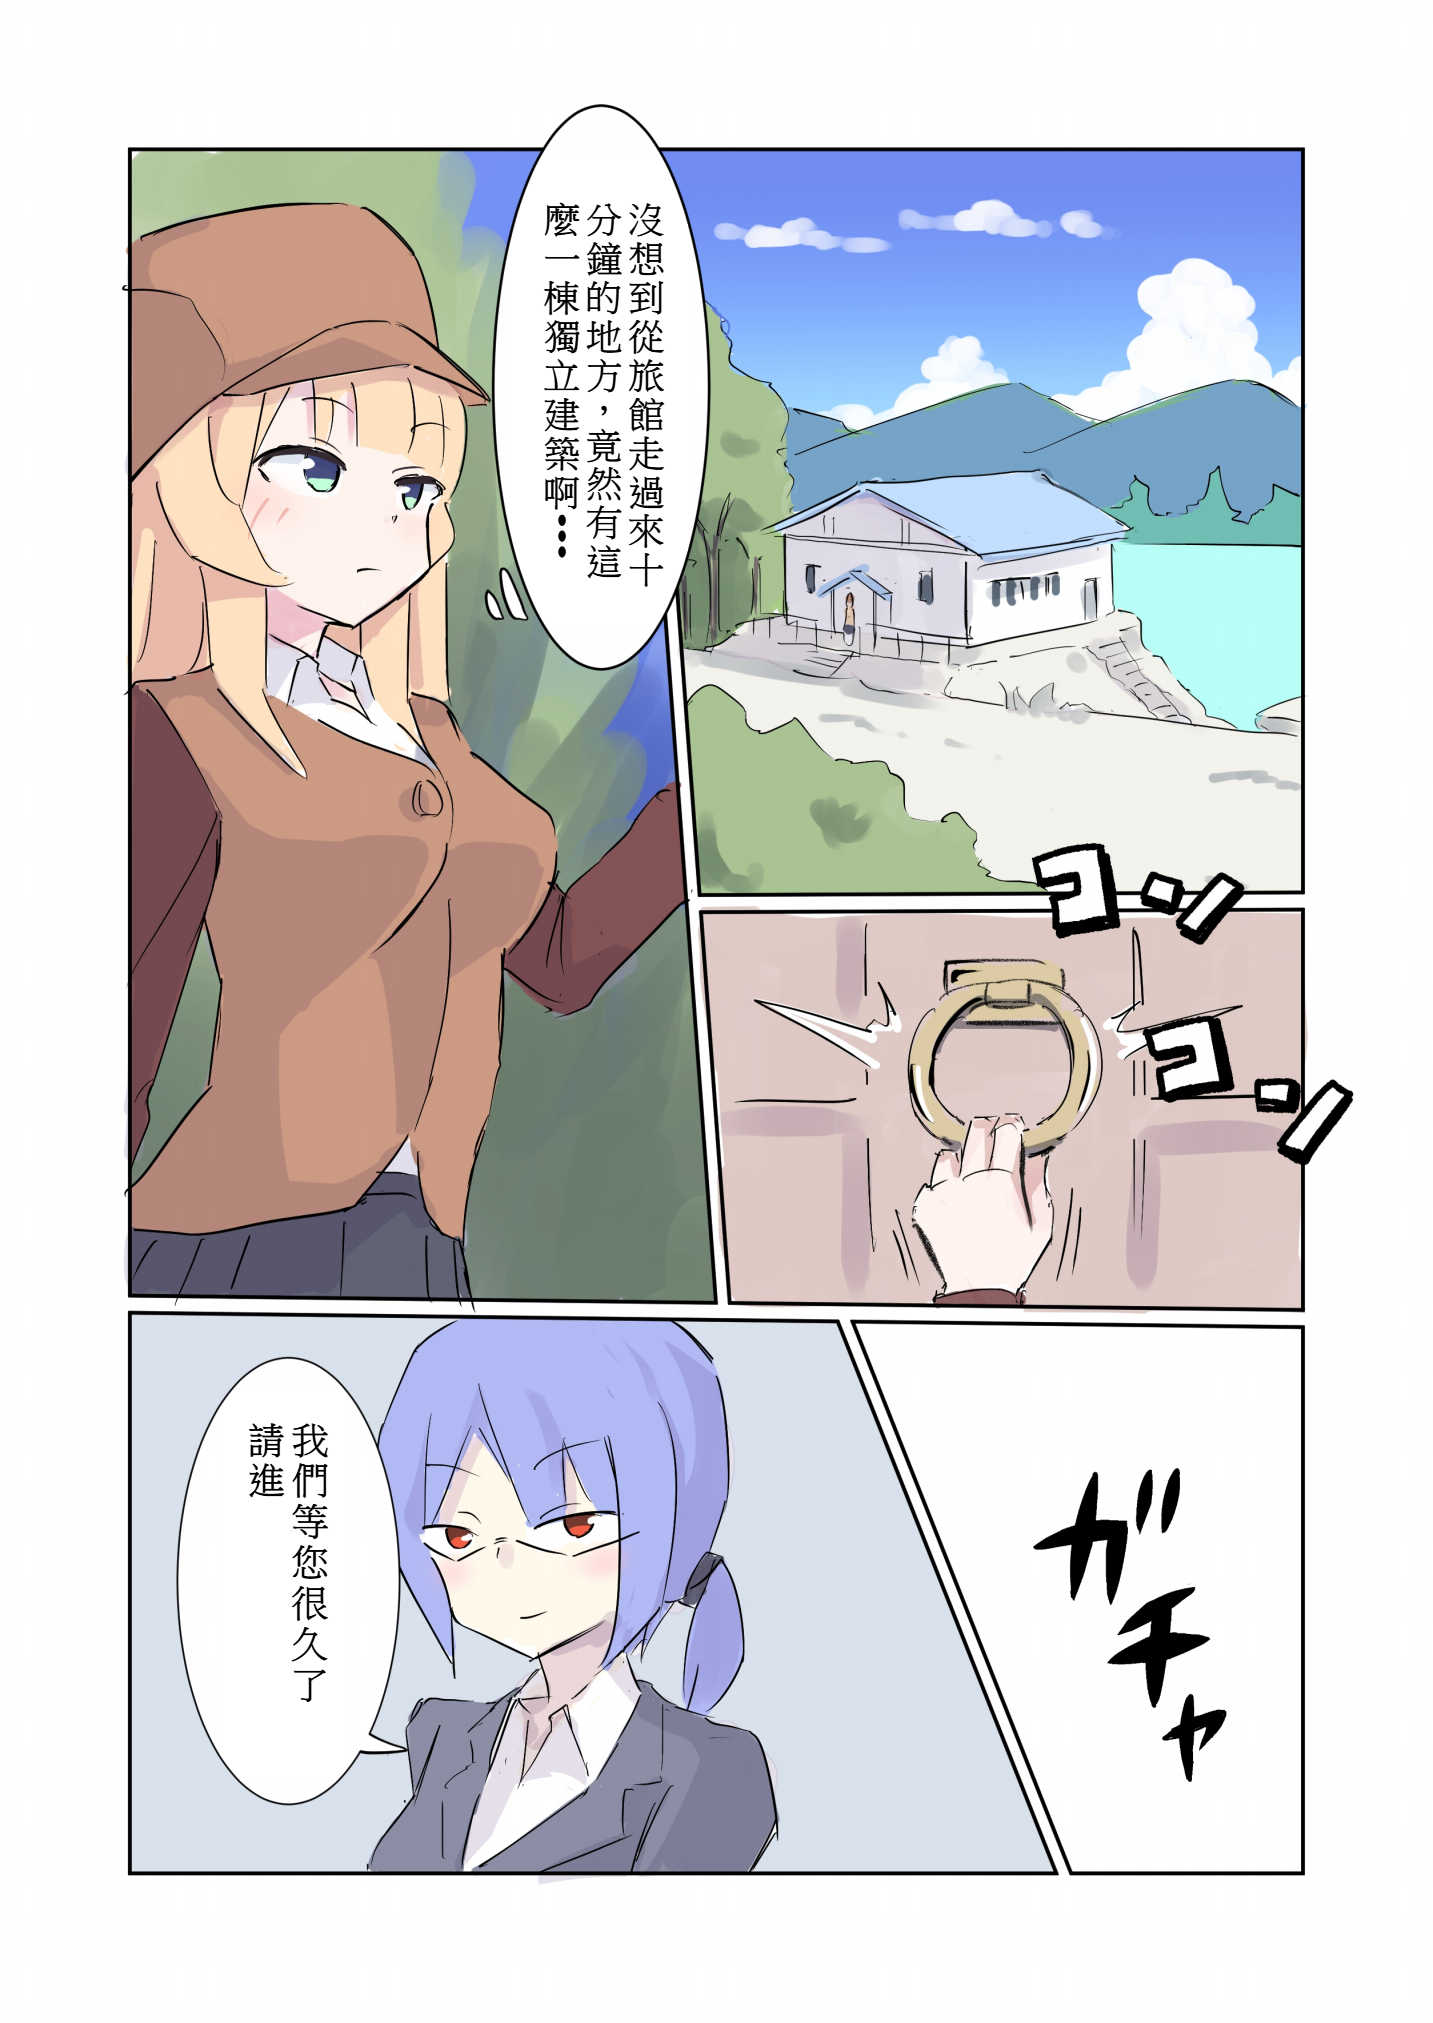 沒想到從旅館走過來十
分鐘的地方，竟然有這
麼一棟獨立建築啊…
コンッ
コンッ
ガチャ
我們等您很久了
請進